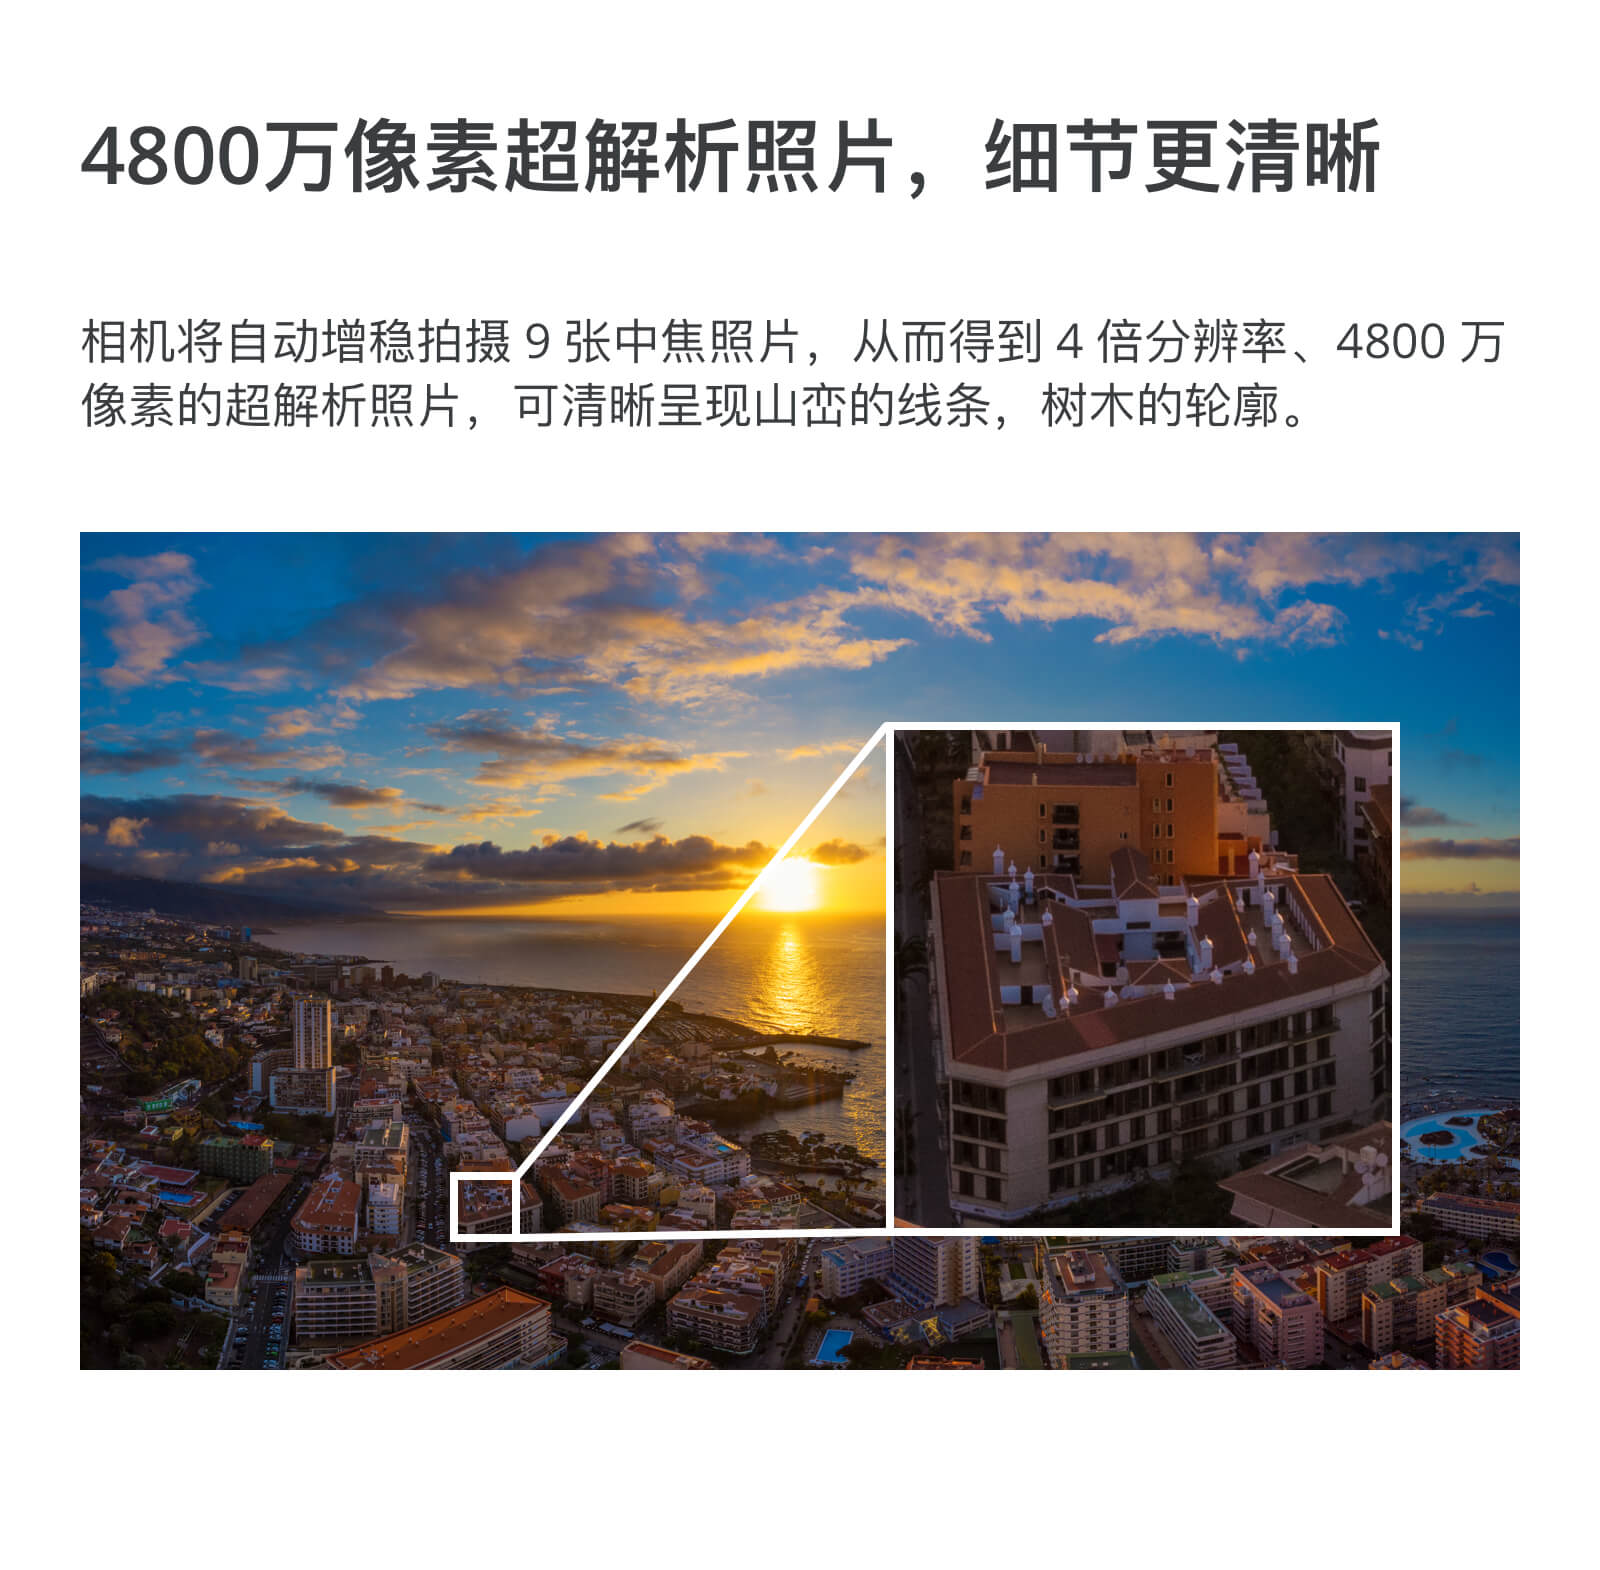 4800万像素超解析照片，细节更清晰
相机将自动增稳拍摄 9 张中焦照片，从而得到 4 倍分辨率、4800 万
像素的超解析照片，可清晰呈现山峦的线条，树木的轮廓。